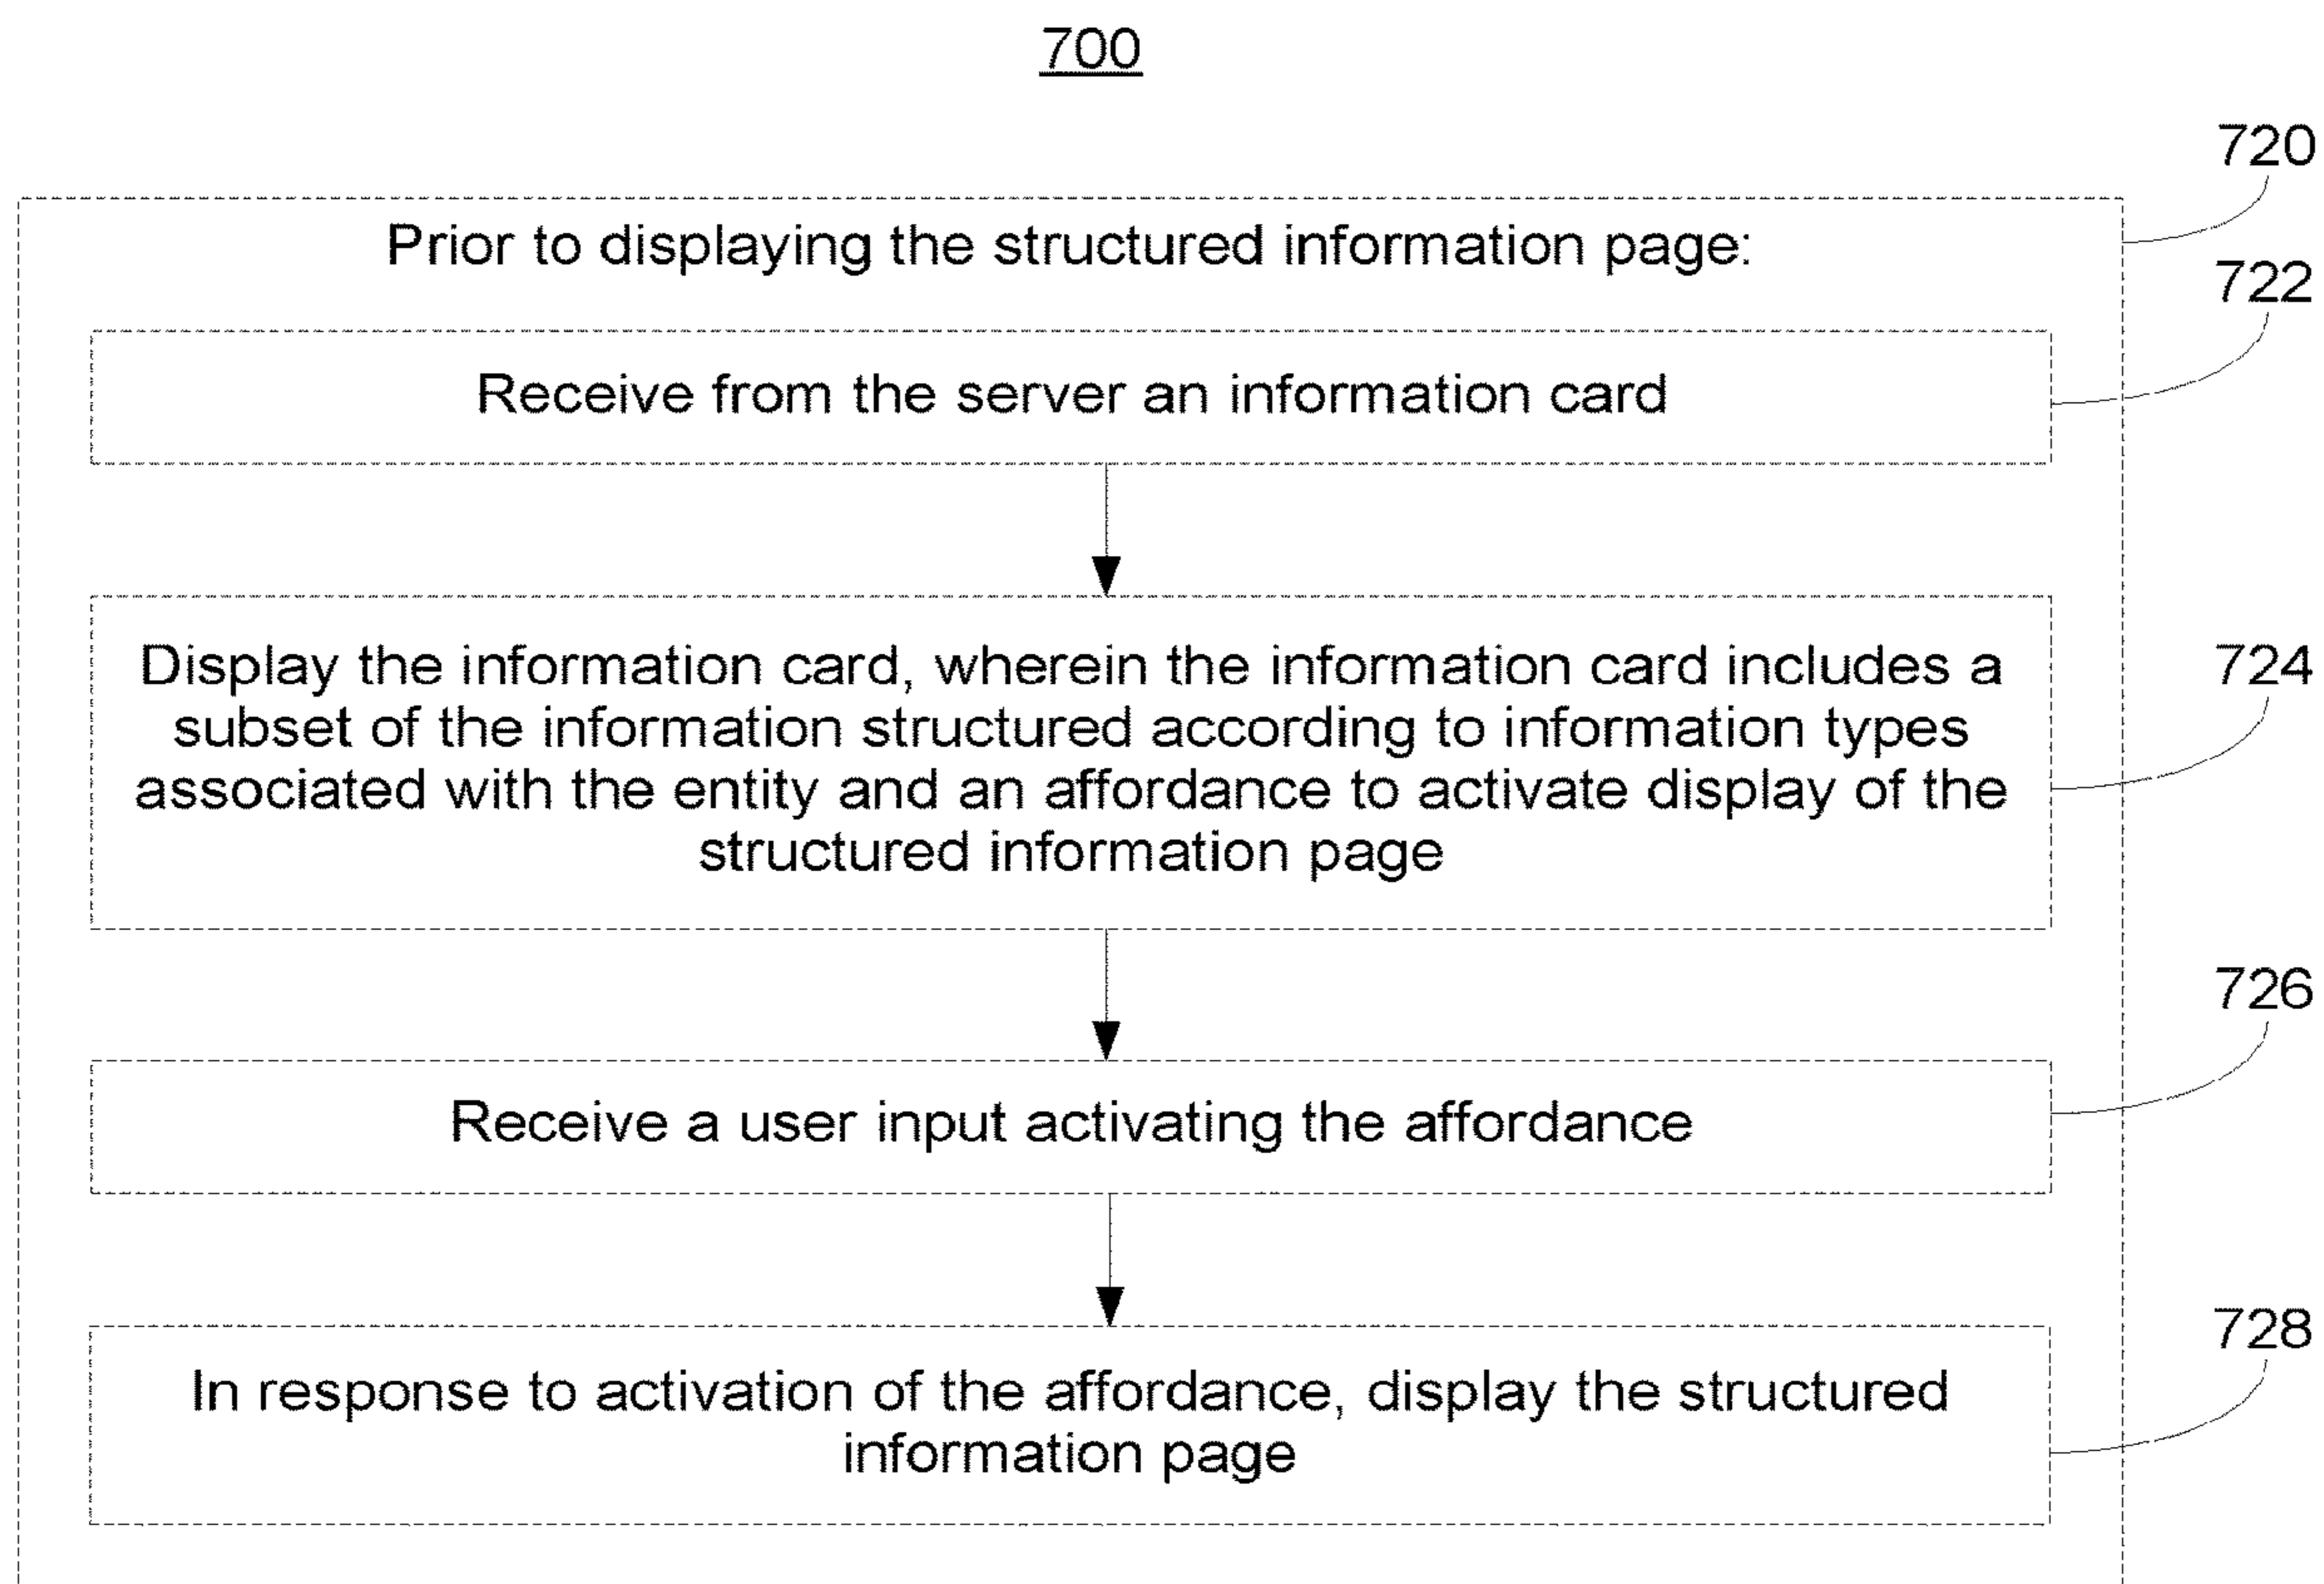 700
720
Prior to displaying the structured information page:
722
Receive from the server an information card
Display the information card, wherein the information card includes a
724
subset of the information structured according to information types
associated with the entity and an affordance to activate display of the
structured information page
726
Receive a user input activating the affordance
728
In response to activation of the affordance, display the structured
information page